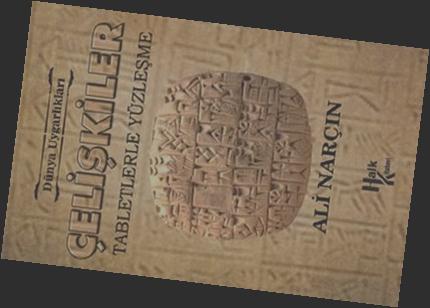 Dünya Uygarlıkları
ÇELİŞKİLER
TABLETLERLE YÜZLEŞME
ALİ NARÇIN
Halk
Kitabevi